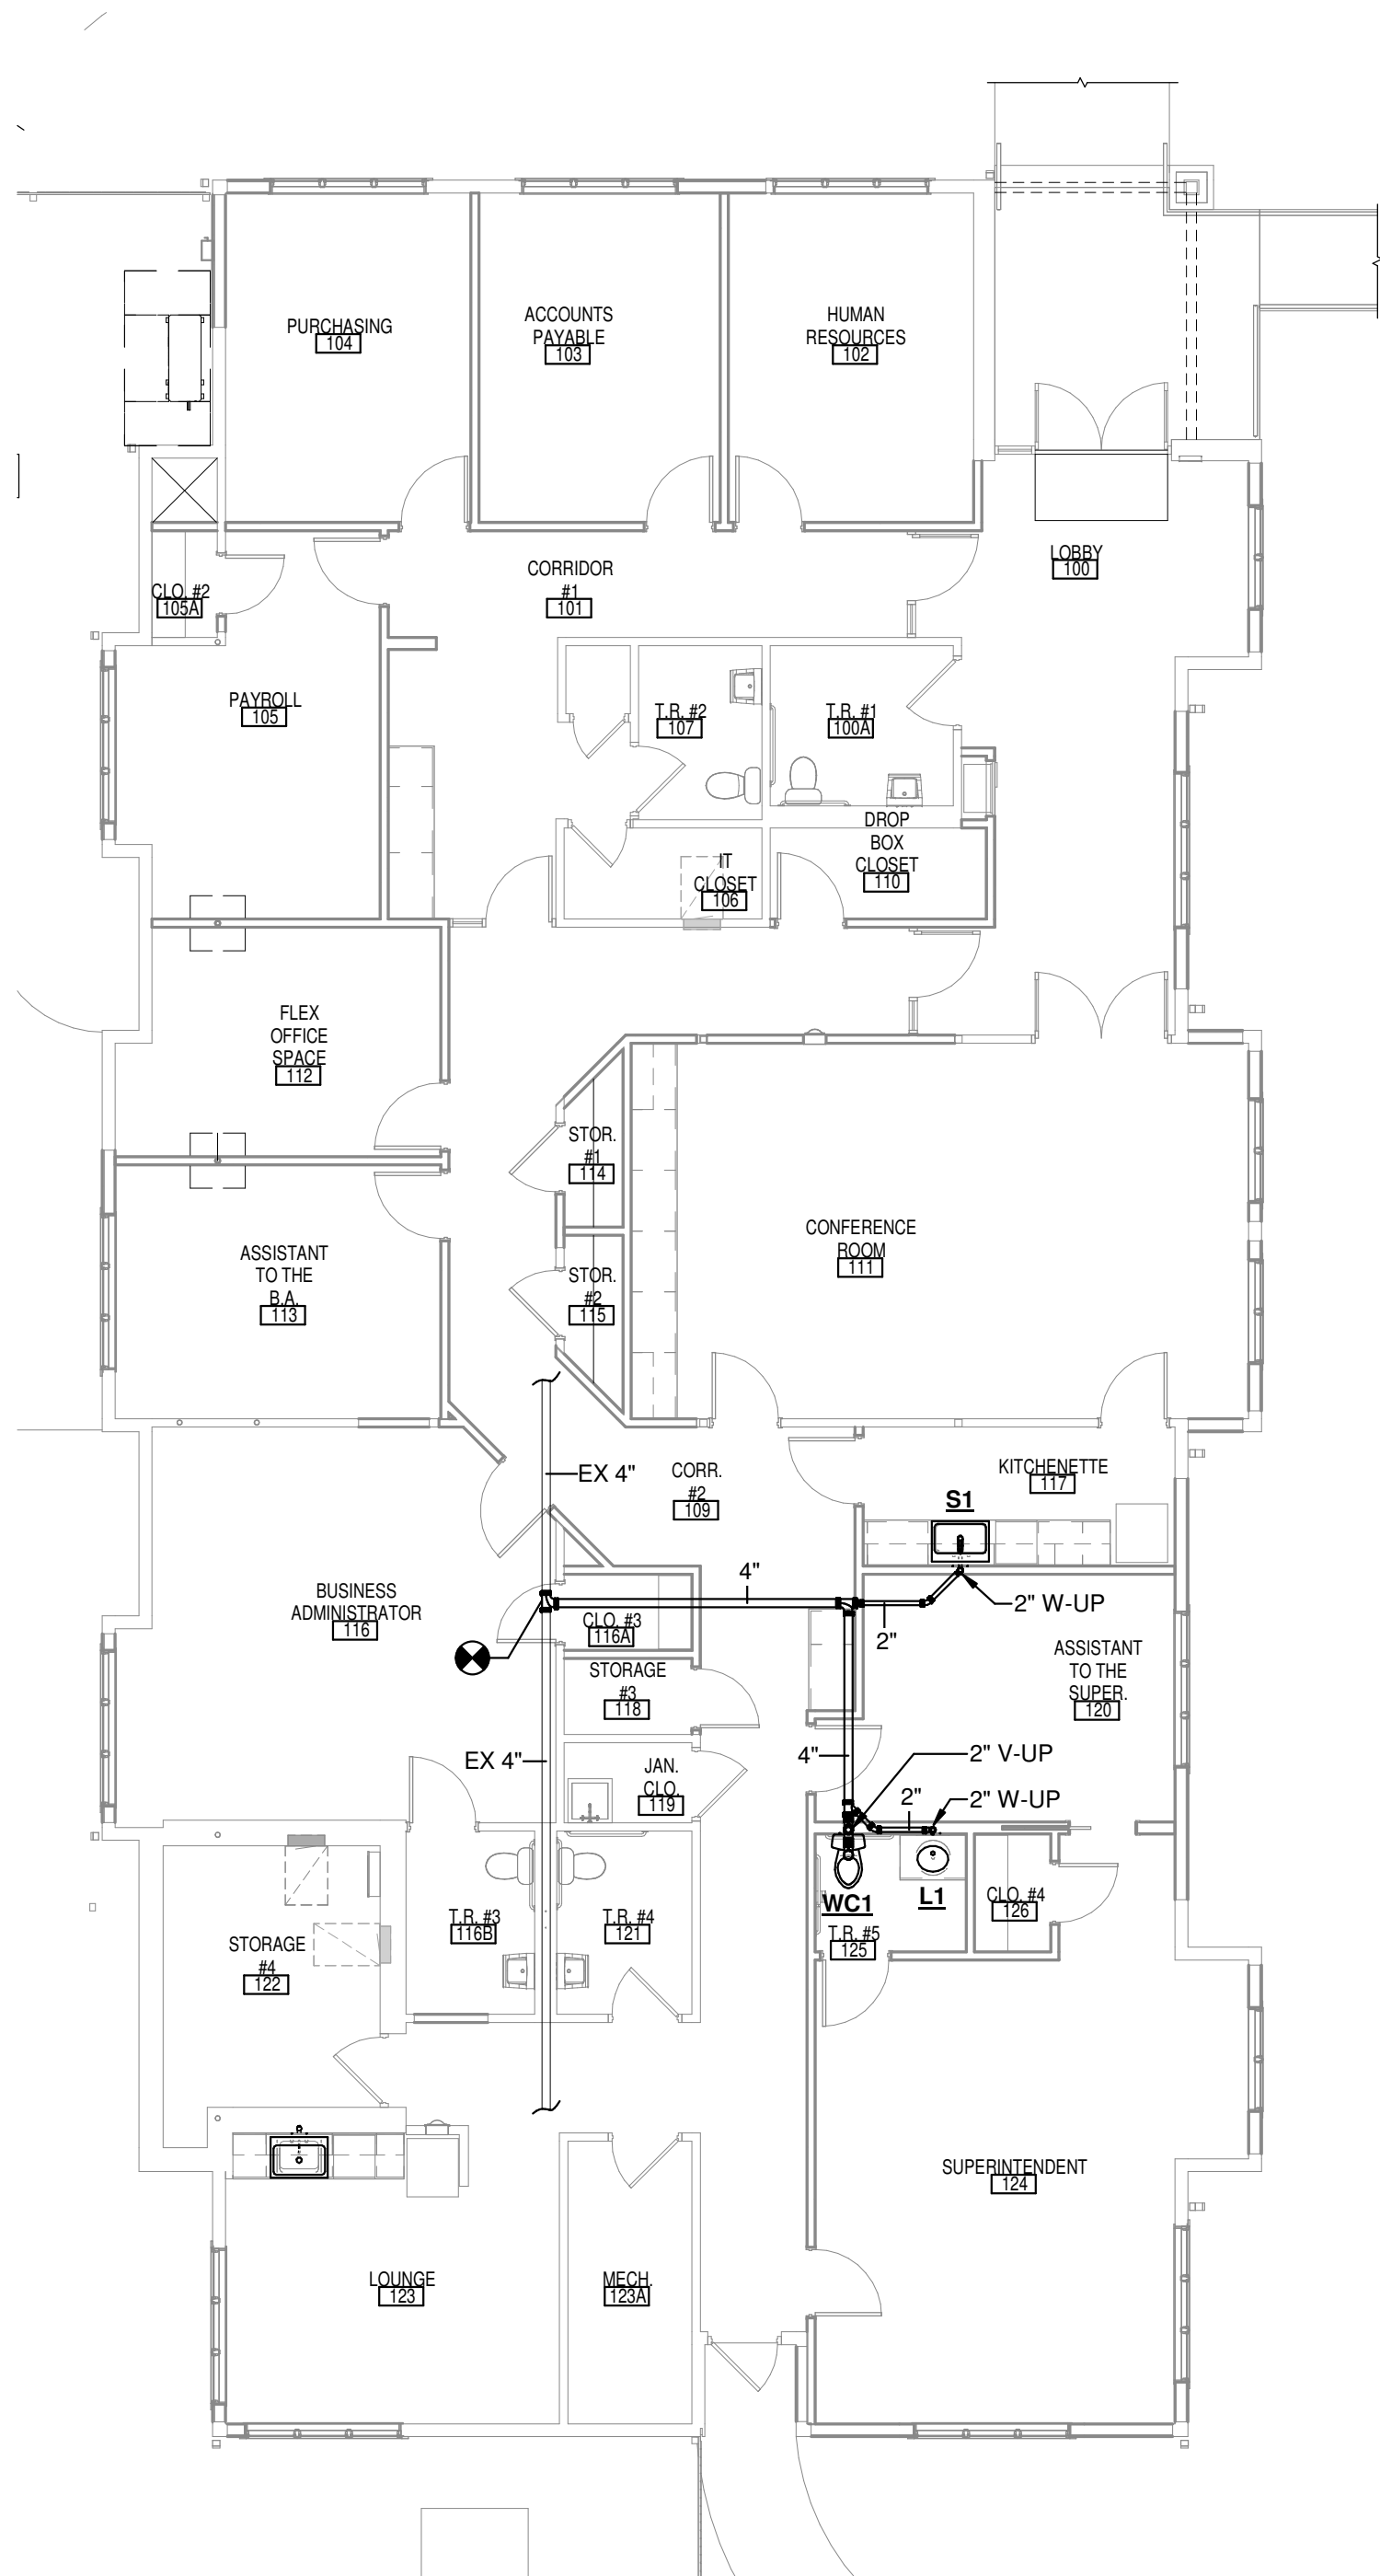 PURCHASING
104
ACCOUNTS
PAYABLE
103
HUMAN
RESOURCES
102
LOBBY
100
CORRIDOR
#1
101
CLO. #2
105A
PAYROLL
105
T.R. #2
107
T.R. #1
100A
DROP
BOX
CLOSET
110
IT
CLOSET
106
FLEX
OFFICE
SPACE
112
STOR.
#1
114
CONFERENCE
ROOM
111
ASSISTANT
TO THE
B.A.
113
STOR.
#2
115
EX 4"
CORR.
#2
109
KITCHENETTE
117
S1
4"
2" W-UP
2"
BUSINESS
ADMINISTRATOR
116
CLO. #3
116A
STORAGE
#3
118
ASSISTANT
TO THE
SUPER.
120
EX 4"
JAN.
CLO.
119
4"
2" V-UP
2"
2" W-UP
WC1
L1
CLO. #4
126
T.R. #3
116B
T.R. #4
121
T.R. #5
125
STORAGE
#4
122
SUPERINTENDENT
124
LOUNGE
123
MECH.
123A